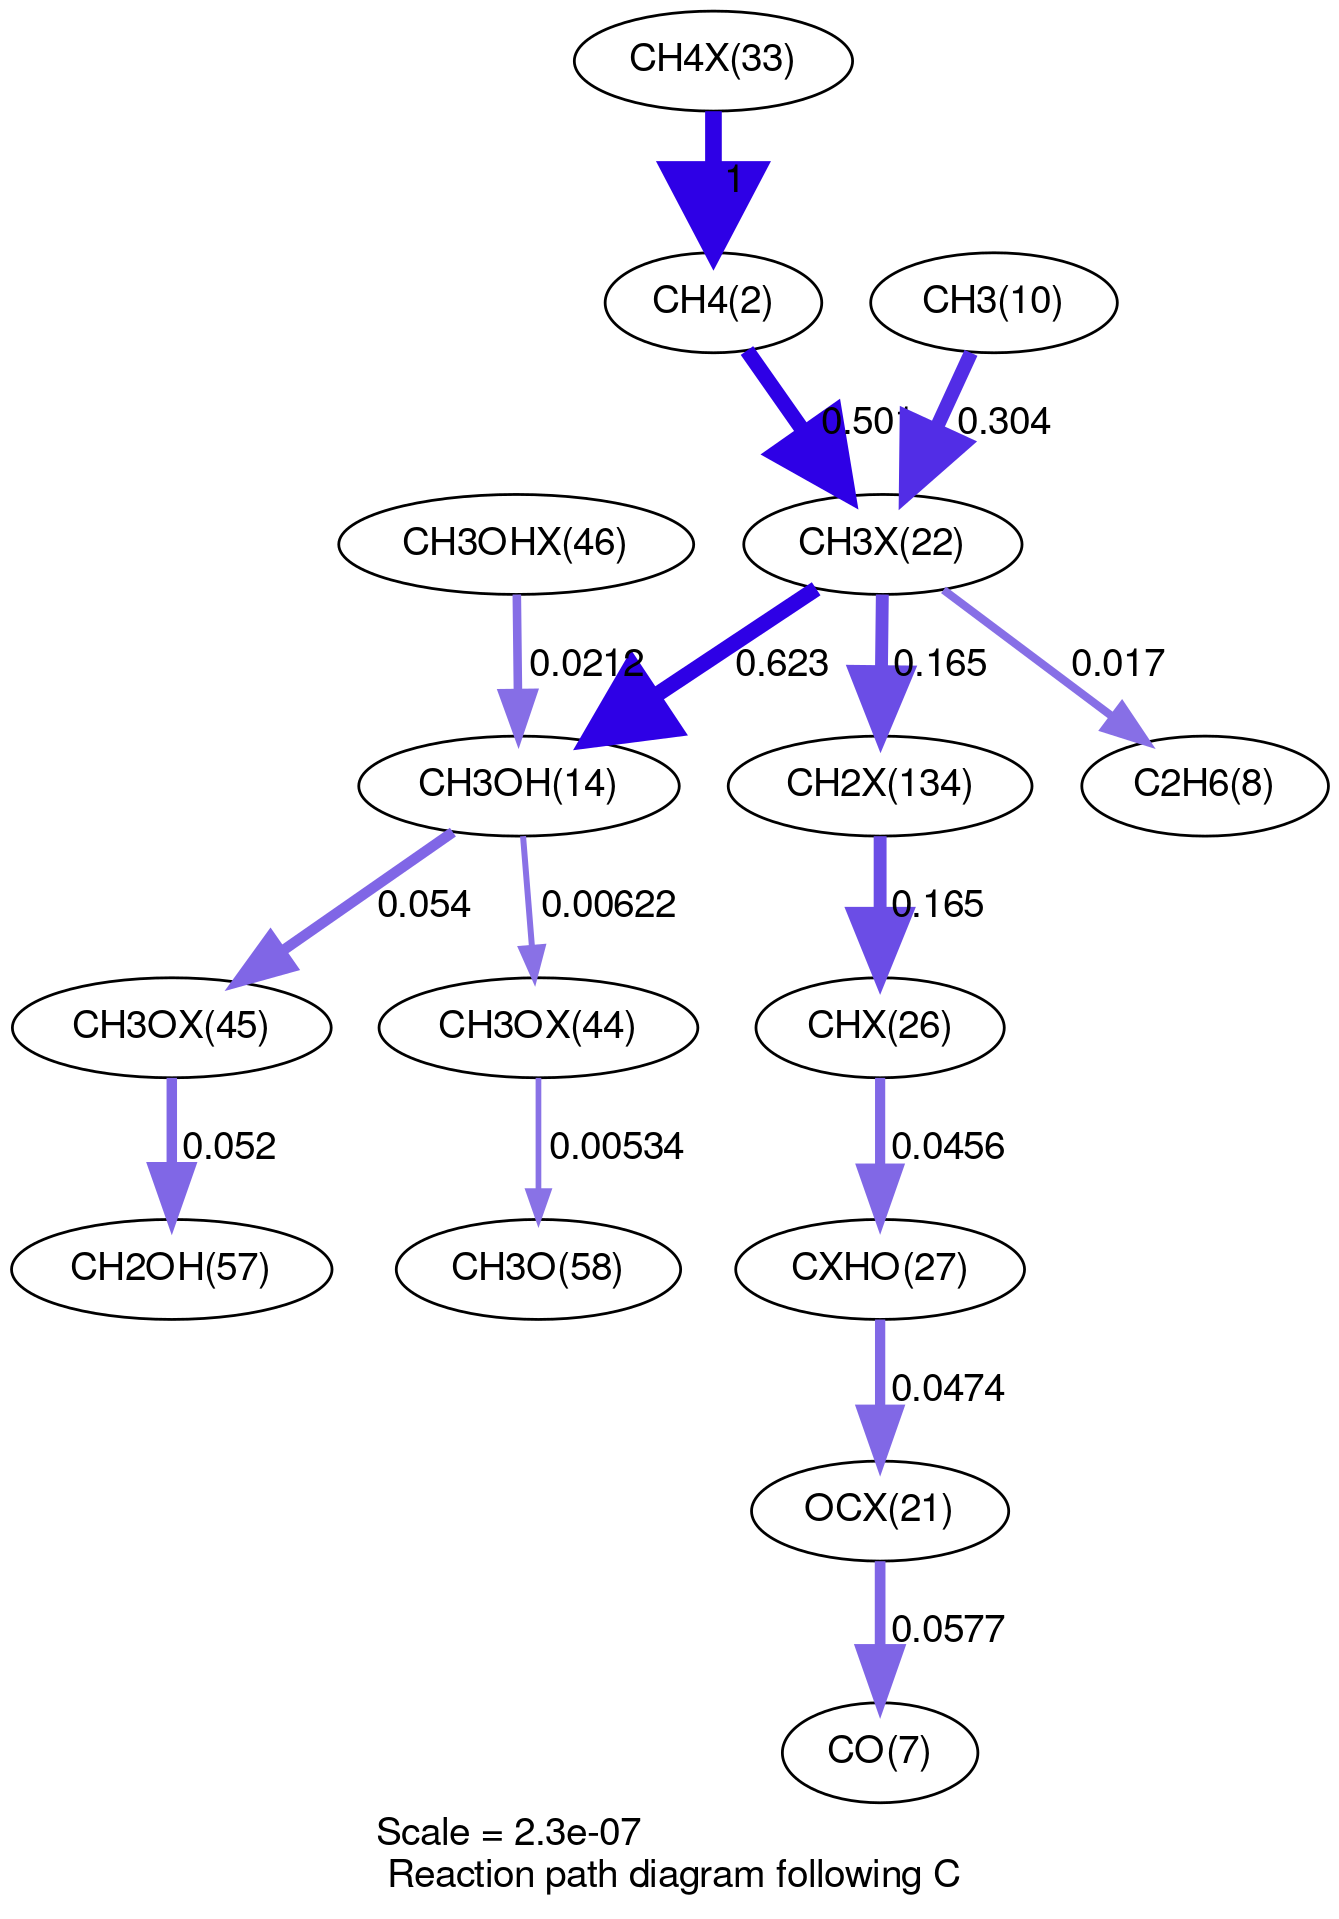 CH4X(33)
1
CH4(2)
CH3(10)
0.501
0.304
CH3OHX(46)
CH3X(22)
0.0212
0.623
0.165
0.017
CH3OH(14)
CH2X(134)
C2H6(8)
0.054
0.00622
0.165
CH3OX(45)
CH3OX(44)
CHX(26)
0.052
0.00534
0.0456
CH2OH(57)
CH3O(58)
CXHO(27)
0.0474
OCX(21)
0.0577
CO(7)
Scale = 2.3e-07
Reaction path diagram following C